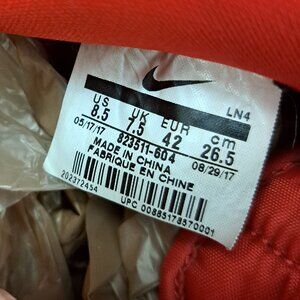 LN4
US UK EUR cm
8.5 7.5 42 26.5
05/17/17 08/29/17
823511-604
MADE IN CHINA
FABRIQUE EN CHINE
202372454
UPC 00885178570001